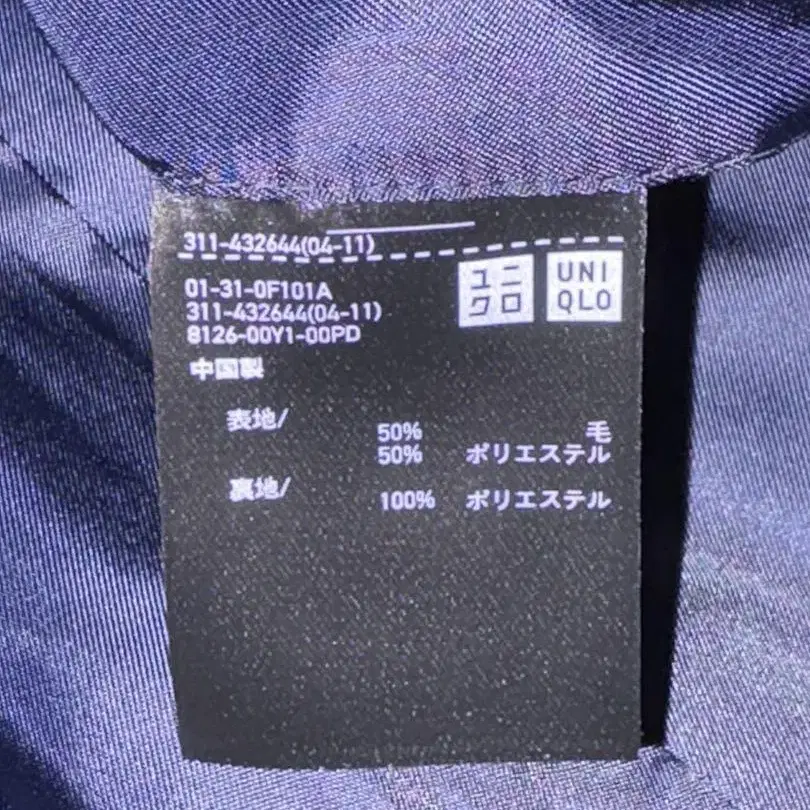 311-432644(04-11)
ユニ
クロ
UNI
QLO
01-31-0F101A
311-432644(04-11)
8126-00Y1-00PD
中国製
表地/
50% 毛
50% ポリエステル
裏地/
100% ポリエステル